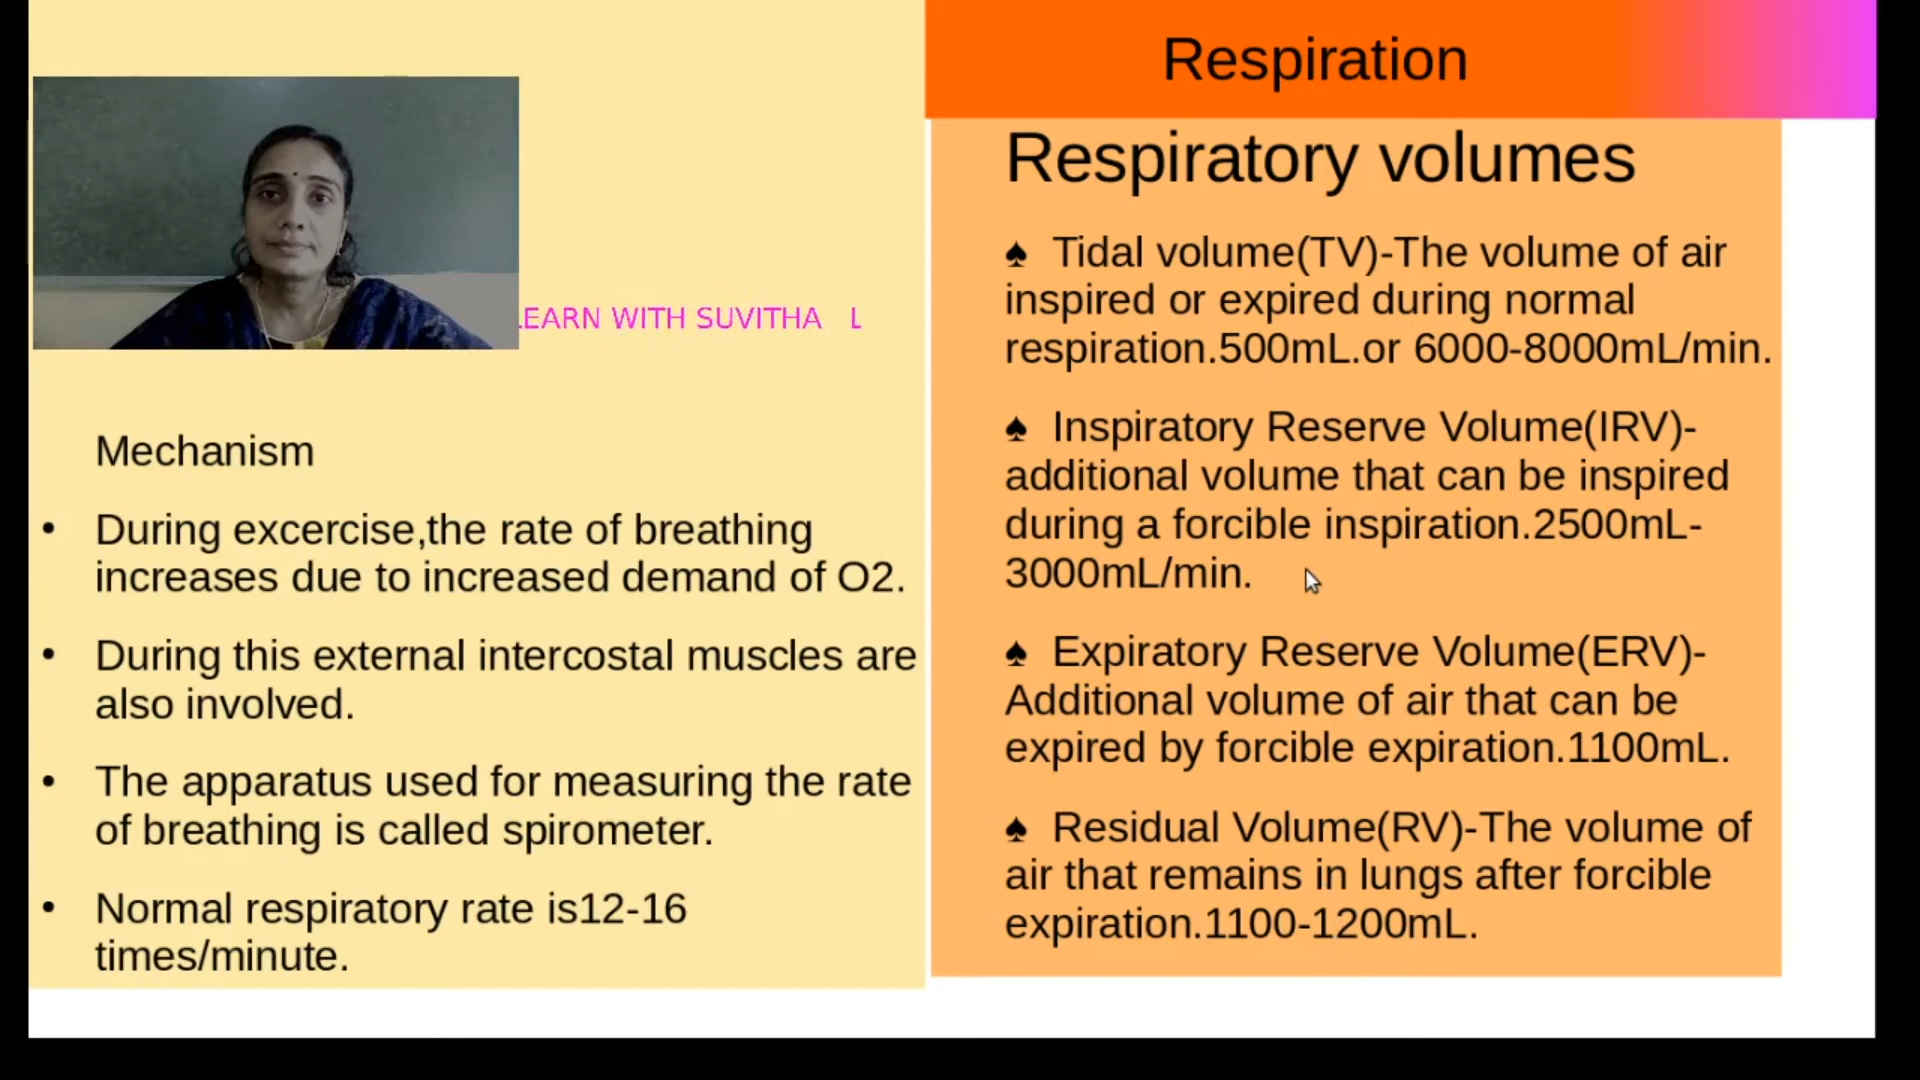 Respiration
LEARN WITH SUVITHA L
Mechanism
• During excercise,the rate of breathing
increases due to increased demand of O2.
• During this external intercostal muscles are
also involved.
• The apparatus used for measuring the rate
of breathing is called spirometer.
• Normal respiratory rate is12-16
times/minute.
Respiratory volumes
♠ Tidal volume(TV)-The volume of air
inspired or expired during normal
respiration.500mL.or 6000-8000mL/min.
♠ Inspiratory Reserve Volume(IRV)-
additional volume that can be inspired
during a forcible inspiration.2500mL-
3000mL/min.
♠ Expiratory Reserve Volume(ERV)-
Additional volume of air that can be
expired by forcible expiration.1100mL.
♠ Residual Volume(RV)-The volume of
air that remains in lungs after forcible
expiration.1100-1200mL.